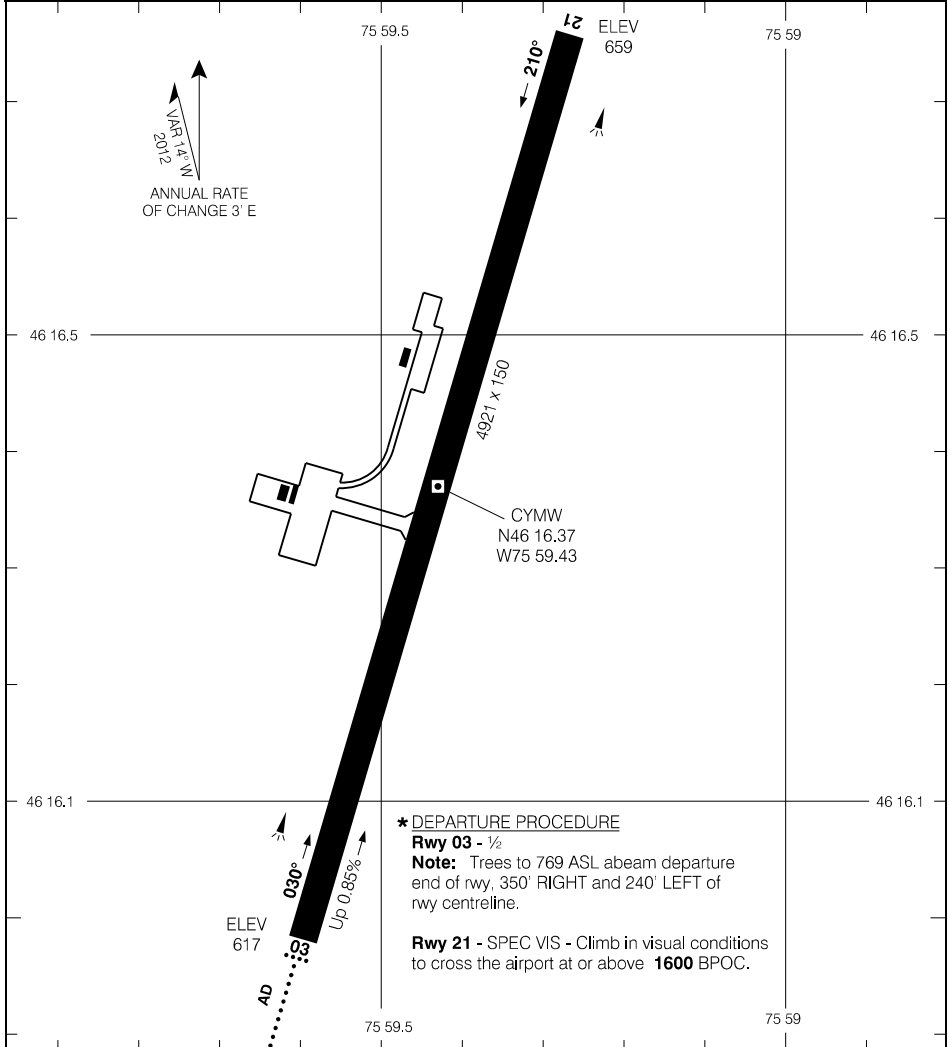 75 59.5
21
ELEV
659
75 59
210°
VAR 14° W
2012
ANNUAL RATE
OF CHANGE 3' E
46 16.5
46 16.5
4921 x 150
CYMW
N46 16.37
W75 59.43
46 16.1
46 16.1
* DEPARTURE PROCEDURE
Rwy 03 - ½
Note: Trees to 769 ASL abeam departure
end of rwy, 350' RIGHT and 240' LEFT of
rwy centreline.
Rwy 21 - SPEC VIS - Climb in visual conditions
to cross the airport at or above 1600 BPOC.
030°
Up 0.85%
ELEV
617
03
AD
75 59.5
75 59